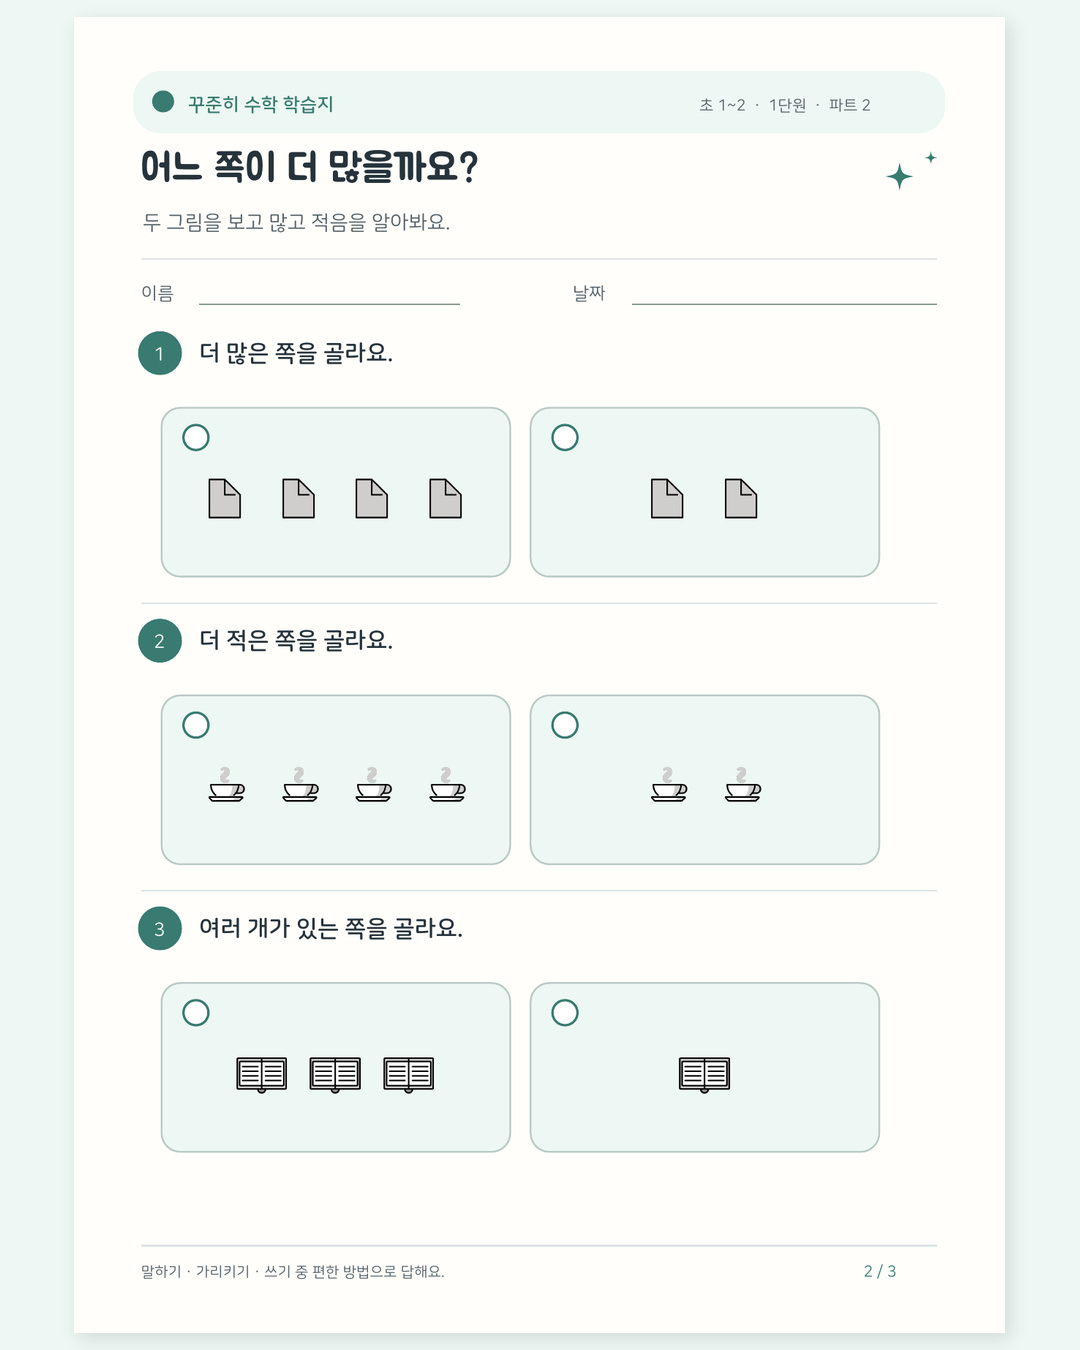 꾸준히 수학 학습지
초 1~2 · 1단원 · 파트 2
어느 쪽이 더 많을까요?
두 그림을 보고 많고 적음을 알아봐요.
이름
날짜
1 더 많은 쪽을 골라요.
2 더 적은 쪽을 골라요.
3 여러 개가 있는 쪽을 골라요.
말하기 · 가리키기 · 쓰기 중 편한 방법으로 답해요.
2 / 3